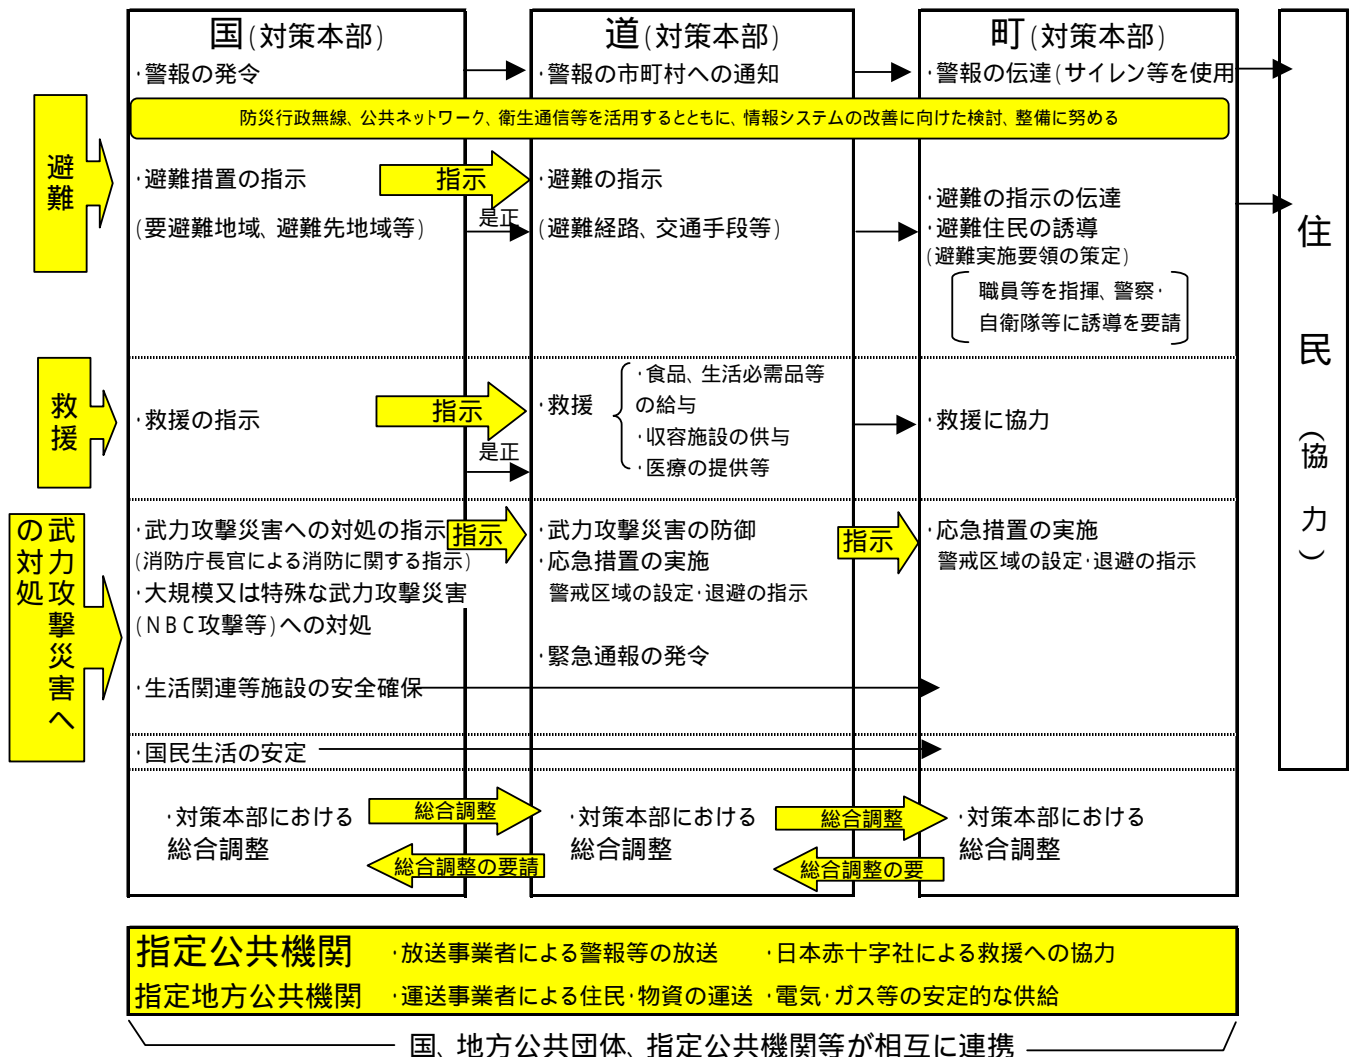 国(対策本部)
道(対策本部)
町(対策本部)
・警報の発令
・警報の市町村への通知
・警報の伝達(サイレン等を使用
防災行政無線、公共ネットワーク、衛生通信等を活用するとともに、情報システムの改善に向けた検討、整備に努める
避難
・避難措置の指示
指示
・避難の指示
(要避難地域、避難先地域等)
是正
(避難経路、交通手段等)
・避難の指示の伝達
・避難住民の誘導
(避難実施要領の策定)
職員等を指揮、警察・
自衛隊等に誘導を要請
住民(協力)
救援
・救援の指示
指示
是正
・救援
・食品、生活必需品等
の給与
・収容施設の供与
・医療の提供等
・救援に協力
武力攻撃災害へ
の対処
・武力攻撃災害への対処の指示
(消防庁長官による消防に関する指示)
・大規模又は特殊な武力攻撃災害
(NBC攻撃等)への対処
・生活関連等施設の安全確保
指示
・武力攻撃災害の防御
・応急措置の実施
警戒区域の設定・退避の指示
・緊急通報の発令
指示
・応急措置の実施
警戒区域の設定・退避の指示
・国民生活の安定
・対策本部における
総合調整
総合調整
総合調整の要請
・対策本部における
総合調整
総合調整
総合調整の要
・対策本部における
総合調整
指定公共機関 ・放送事業者による警報等の放送 ・日本赤十字社による救援への協力
指定地方公共機関 ・運送事業者による住民・物資の運送 ・電気・ガス等の安定的な供給
国、地方公共団体、指定公共機関等が相互に連携